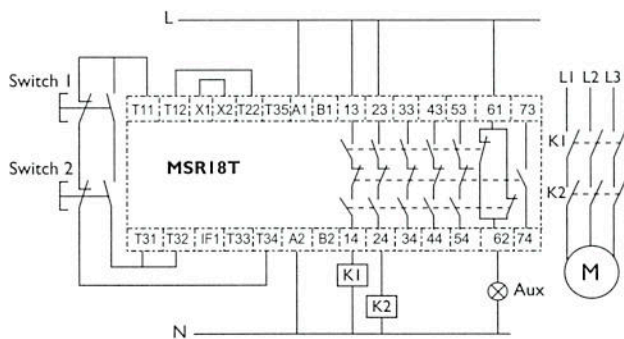 L
Switch 1
T11 T12 X1 X2 T22 T35 A1 B1 13 23 33 43 53 61 73
L1 L2 L3
K1
Switch 2
MSR18T
K2
T31 T32 IF1 T33 T34 A2 B2 14 24 34 44 54 62 74
K1
M
K2
Aux
N